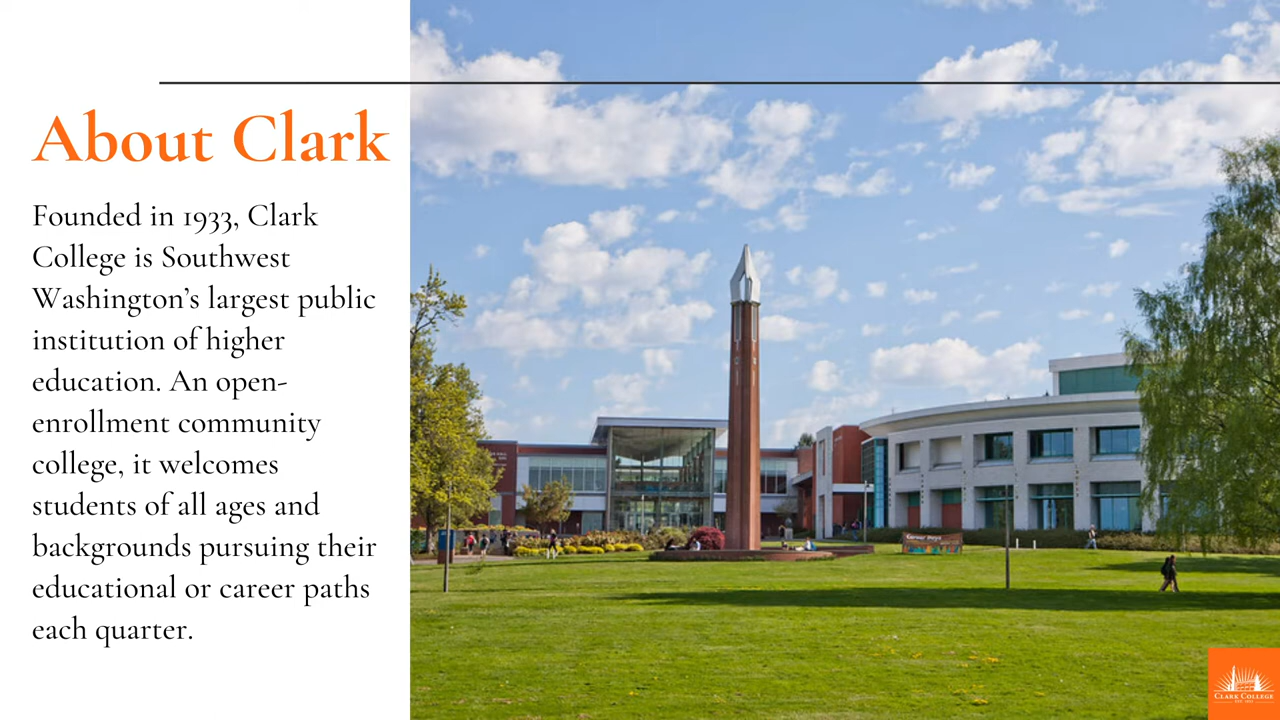 About Clark
Founded in 1933, Clark
College is Southwest
Washington’s largest public
institution of higher
education. An open-
enrollment community
college, it welcomes
students of all ages and
backgrounds pursuing their
educational or career paths
each quarter.
Career Days
CLARK COLLEGE